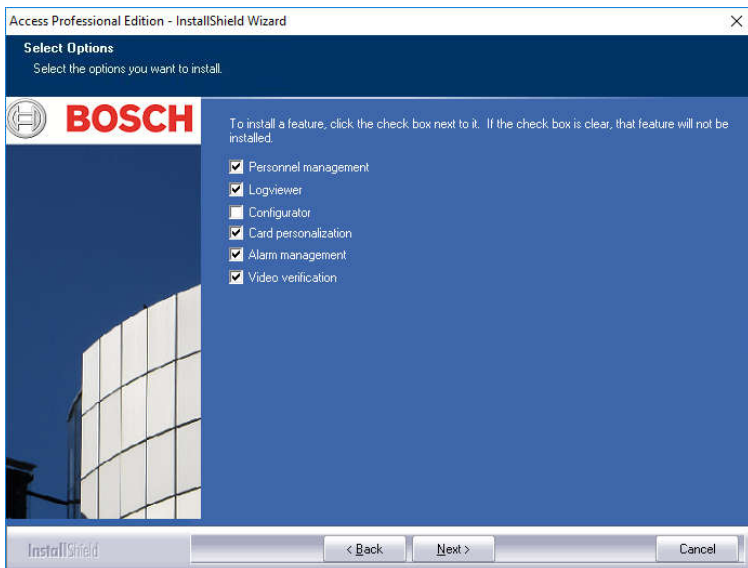 Access Professional Edition - InstallShield Wizard
Select Options
Select the options you want to install.
BOSCH
To install a feature, click the check box next to it. If the check box is clear, that feature will not be
installed.
Personnel management
Logviewer
Configurator
Card personalization
Alarm management
Video verification
InstallShield
< Back
Next >
Cancel